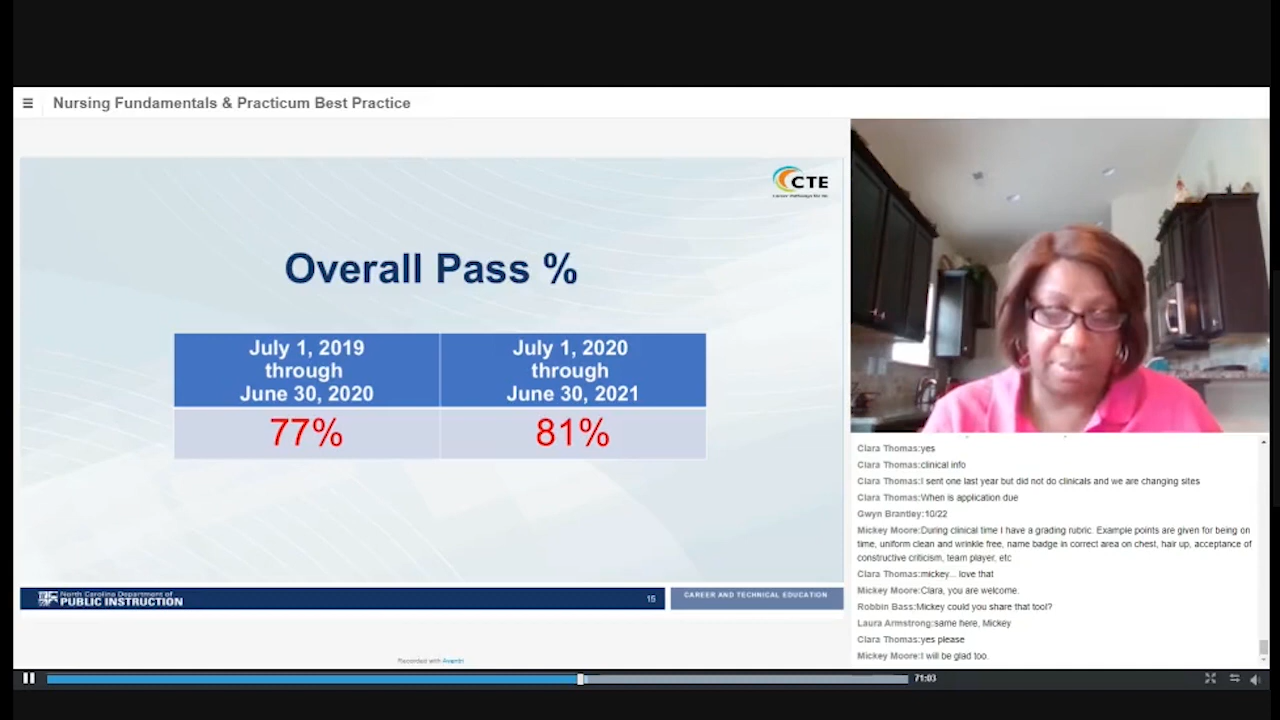 Nursing Fundamentals & Practicum Best Practice
CTE
Overall Pass %
July 1, 2019
through
June 30, 2020
July 1, 2020
through
June 30, 2021
77%
81%
North Carolina Department of
PUBLIC INSTRUCTION
15
CAREER AND TECHNICAL EDUCATION
Recorded with
Clara Thomas:yes
Clara Thomas:clinical info
Clara Thomas:I sent one last year but did not do clinicals and we are changing sites
Clara Thomas:When is application due
Gwyn Brantley:10/22
Mickey Moore:During clinical time I have a grading rubric. Example points are given for being on
time, uniform clean and wrinkle free, name badge in correct area on chest, hair up, acceptance of
constructive criticism, team player, etc
Clara Thomas:mickey... love that
Mickey Moore:Clara, you are welcome.
Robbin Bass:Mickey could you share that tool?
Laura Armstrong:same here, Mickey
Clara Thomas:yes please
Mickey Moore:I will be glad too.
71:03